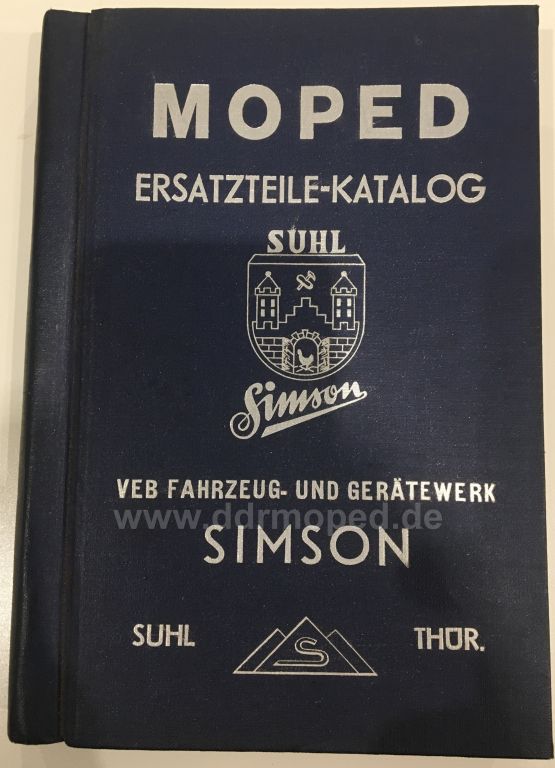 MOPED
ERSATZTEILE-KATALOG
SUHL
Simson
VEB FAHRZEUG- UND GERÄTEWERK
www.ddrmoped.de
SIMSON
SUHL S THÜR.